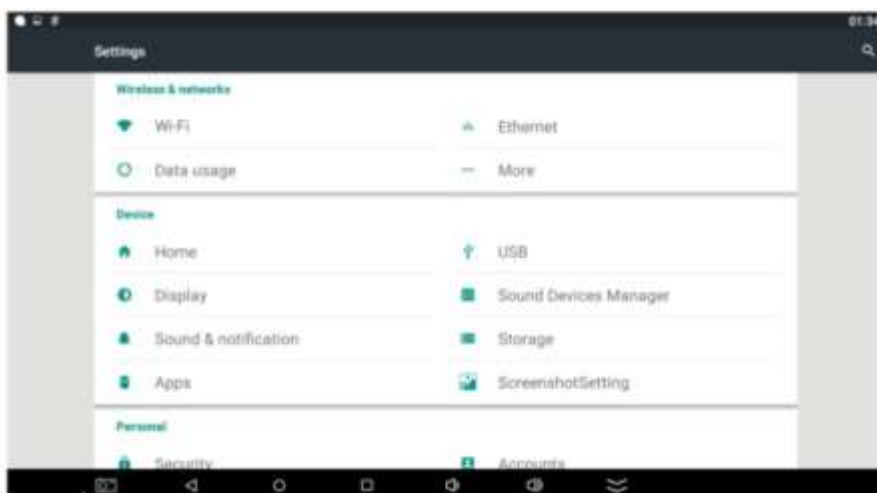 01:34
Settings
Wireless & networks
Wi-Fi
Ethernet
Data usage
More
Device
Home
USB
Display
Sound Devices Manager
Sound & notification
Storage
Apps
ScreenshotSetting
Personal
Security
Accounts